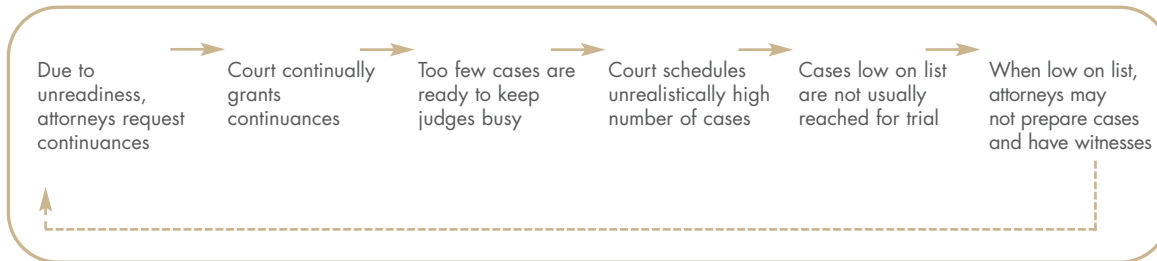 Due to
unreadiness,
attorneys request
continuances
Court continually
grants
continuances
Too few cases are
ready to keep
judges busy
Court schedules
unrealistically high
number of cases
Cases low on list
are not usually
reached for trial
When low on list,
attorneys may
not prepare cases
and have witnesses